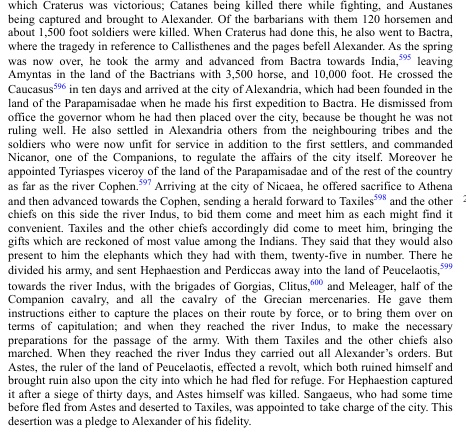 which Craterus was victorious; Catanes being killed there while fighting, and Austanes
being captured and brought to Alexander. Of the barbarians with them 120 horsemen and
about 1,500 foot soldiers were killed. When Craterus had done this, he also went to Bactra,
where the tragedy in reference to Callisthenes and the pages befell Alexander. As the spring
was now over, he took the army and advanced from Bactra towards India,595 leaving
Amyntas in the land of the Bactrians with 3,500 horse, and 10,000 foot. He crossed the
Caucasus596 in ten days and arrived at the city of Alexandria, which had been founded in the
land of the Parapamisadae when he made his first expedition to Bactra. He dismissed from
office the governor whom he had then placed over the city, because he thought he was not
ruling well. He also settled in Alexandria others from the neighbouring tribes and the
soldiers who were now unfit for service in addition to the first settlers, and commanded
Nicanor, one of the Companions, to regulate the affairs of the city itself. Moreover he
appointed Tyriaspes viceroy of the land of the Parapamisadae and of the rest of the country
as far as the river Cophen.597 Arriving at the city of Nicaea, he offered sacrifice to Athena
and then advanced towards the Cophen, sending a herald forward to Taxiles598 and the other
chiefs on this side the river Indus, to bid them come and meet him as each might find it
convenient. Taxiles and the other chiefs accordingly did come to meet him, bringing the
gifts which are reckoned of most value among the Indians. They said that they would also
present to him the elephants which they had with them, twenty-five in number. There he
divided his army, and sent Hephaestion and Perdiccas away into the land of Peucelaotis,599
towards the river Indus, with the brigades of Gorgias, Clitus,600 and Meleager, half of the
Companion cavalry, and all the cavalry of the Grecian mercenaries. He gave them
instructions either to capture the places on their route by force, or to bring them over on
terms of capitulation; and when they reached the river Indus, to make the necessary
preparations for the passage of the army. With them Taxiles and the other chiefs also
marched. When they reached the river Indus they carried out all Alexander's orders. But
Astes, the ruler of the land of Peucelaotis, effected a revolt, which both ruined himself and
brought ruin also upon the city into which he had fled for refuge. For Hephaestion captured
it after a siege of thirty days, and Astes himself was killed. Sangaeus, who had some time
before fled from Astes and deserted to Taxiles, was appointed to take charge of the city. This
desertion was a pledge to Alexander of his fidelity.